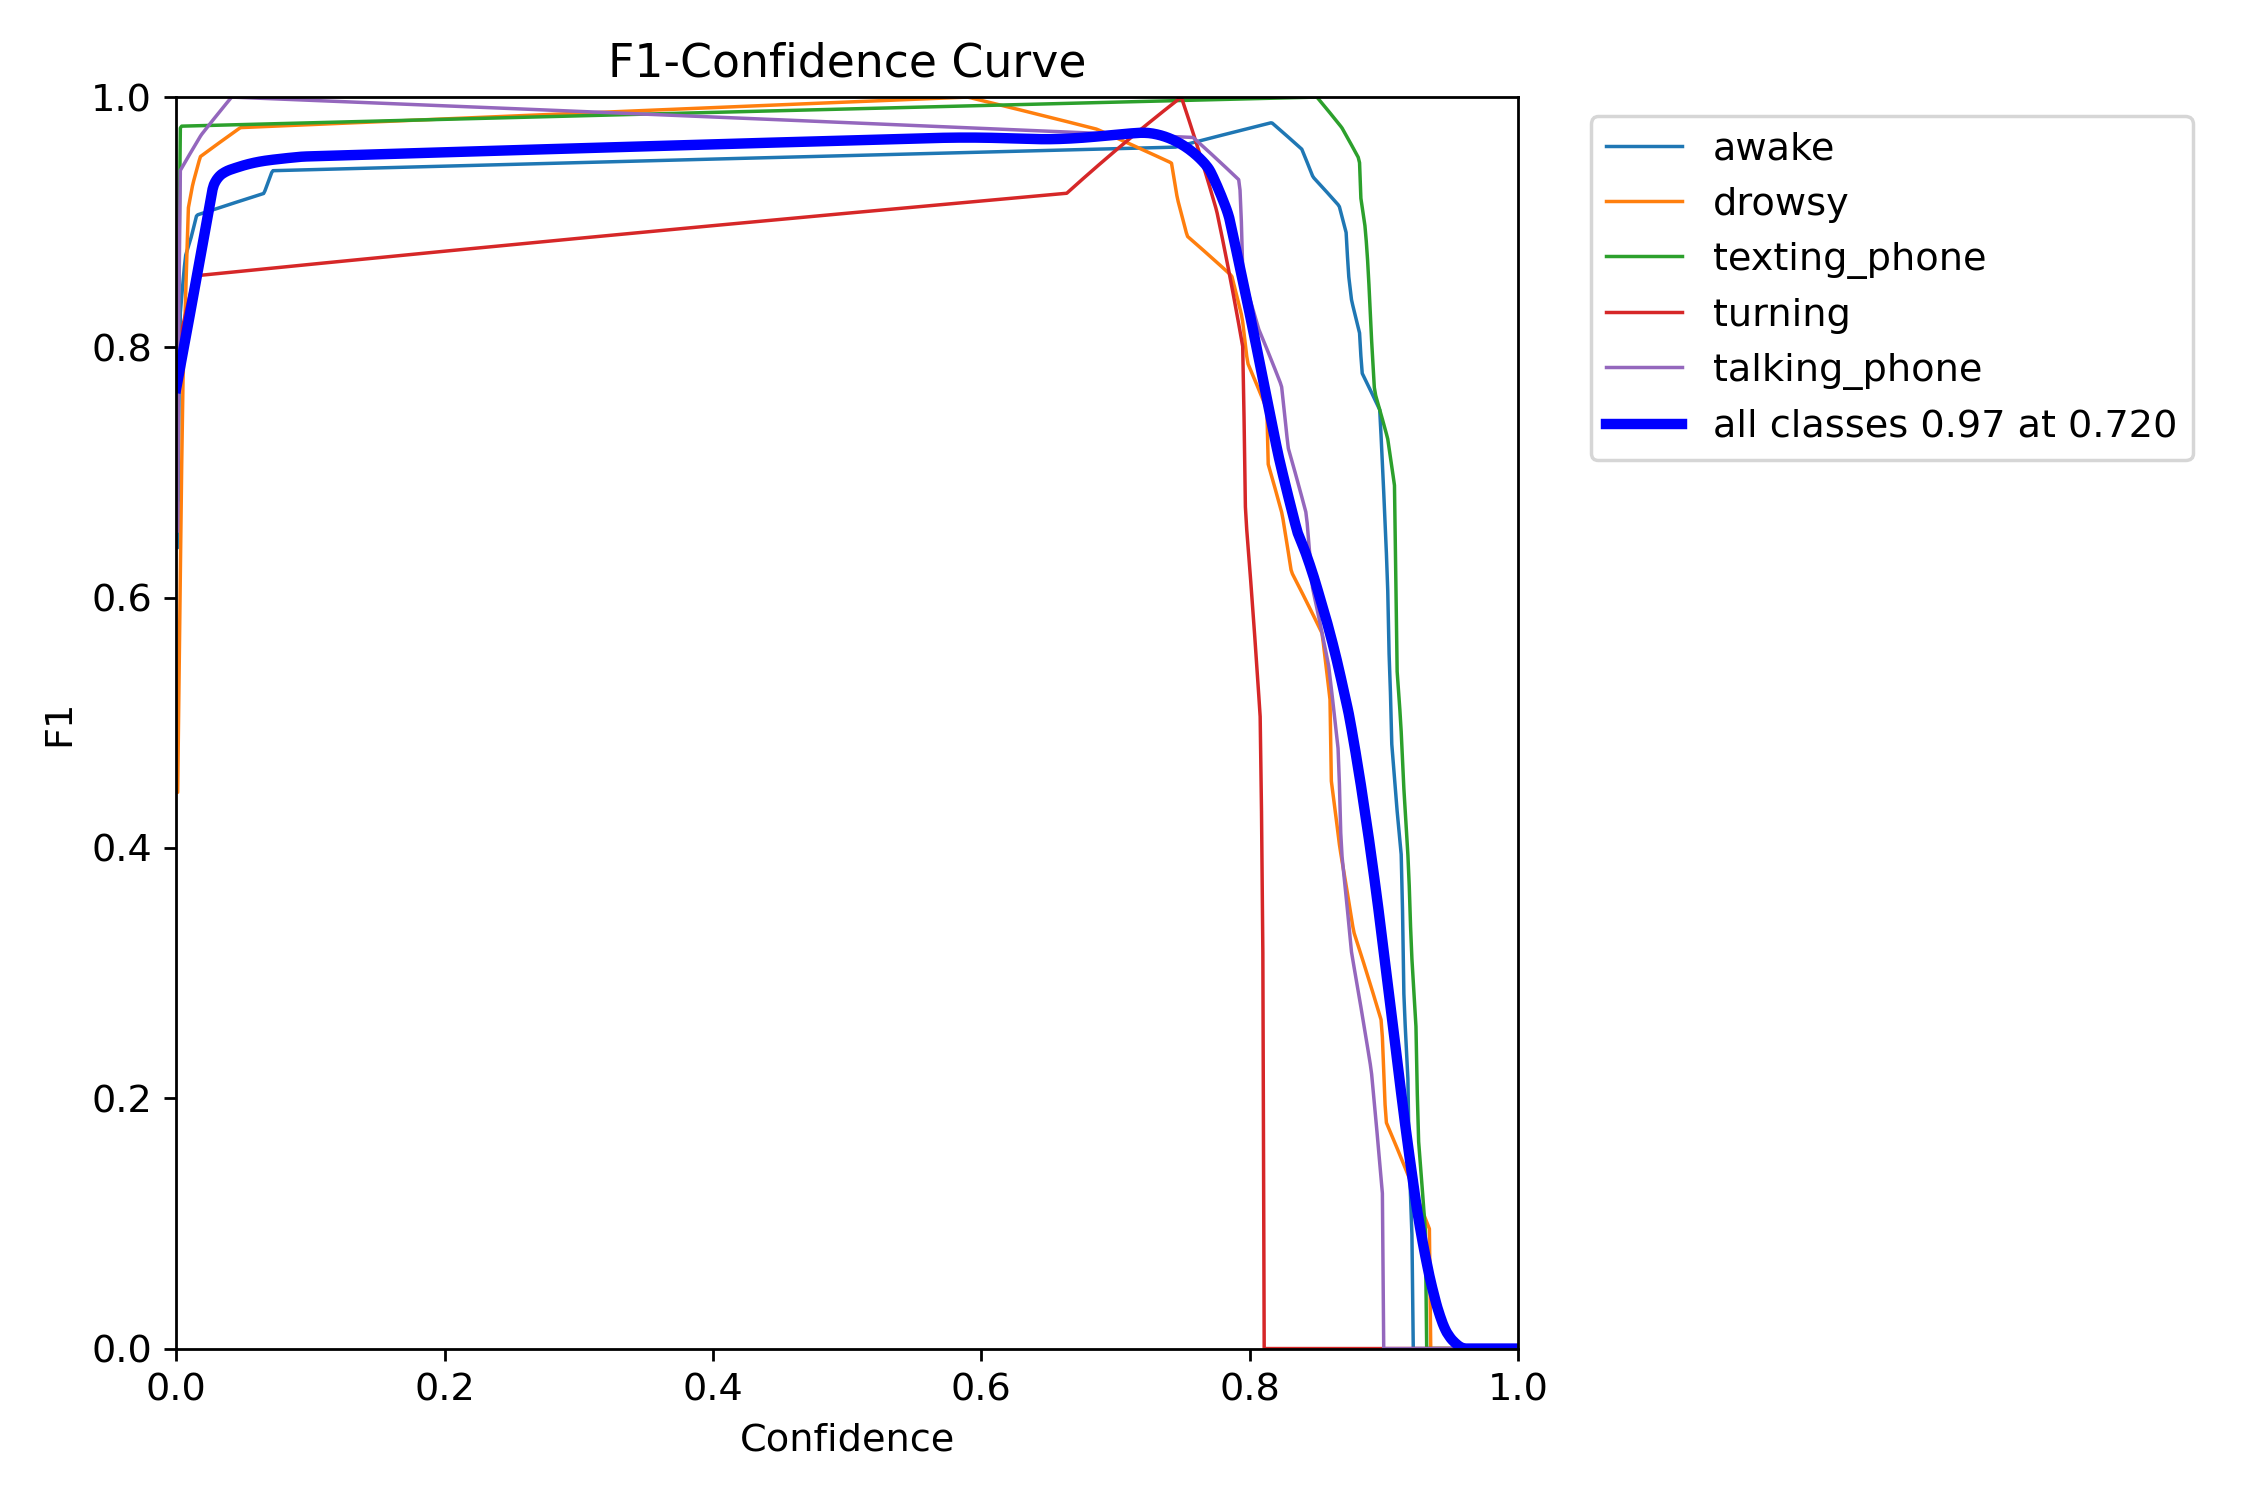 F1-Confidence Curve
1.0
0.8
0.6
0.4
0.2
0.0
F1
0.0 0.2 0.4 0.6 0.8 1.0
Confidence
awake
drowsy
texting_phone
turning
talking_phone
all classes 0.97 at 0.720